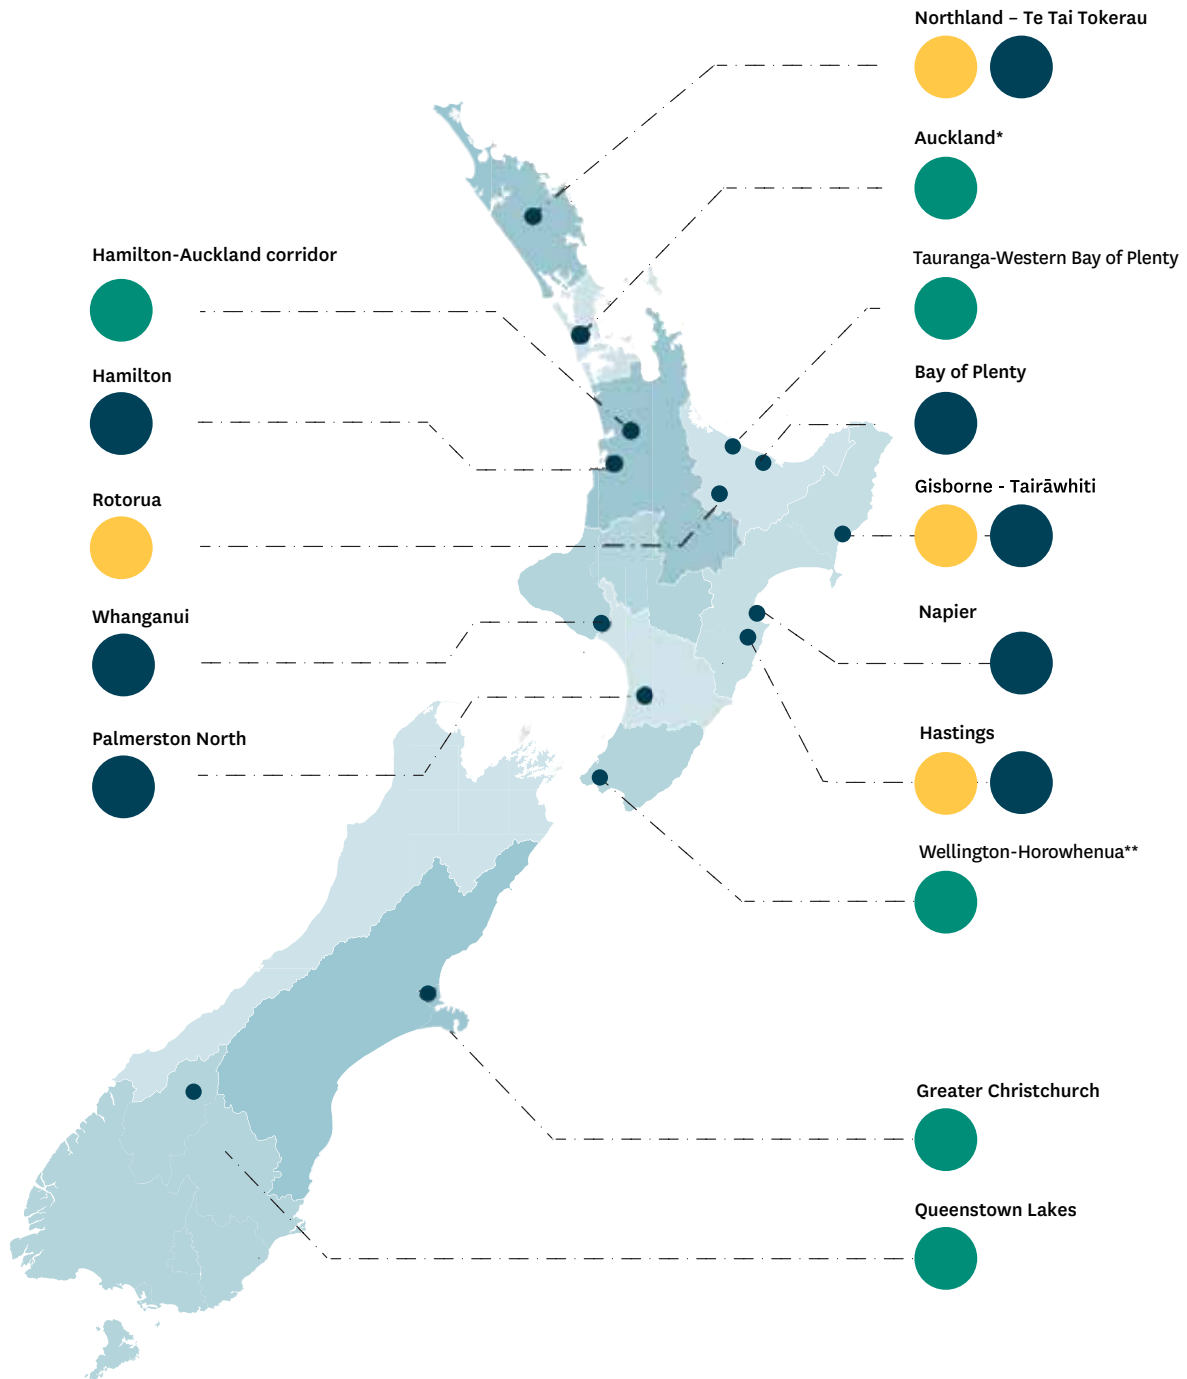 Northland – Te Tai Tokerau
Auckland*
Hamilton-Auckland corridor
Tauranga-Western Bay of Plenty
Hamilton
Bay of Plenty
Rotorua
Gisborne - Tairāwhiti
Whanganui
Napier
Palmerston North
Hastings
Wellington-Horowhenua**
Greater Christchurch
Queenstown Lakes